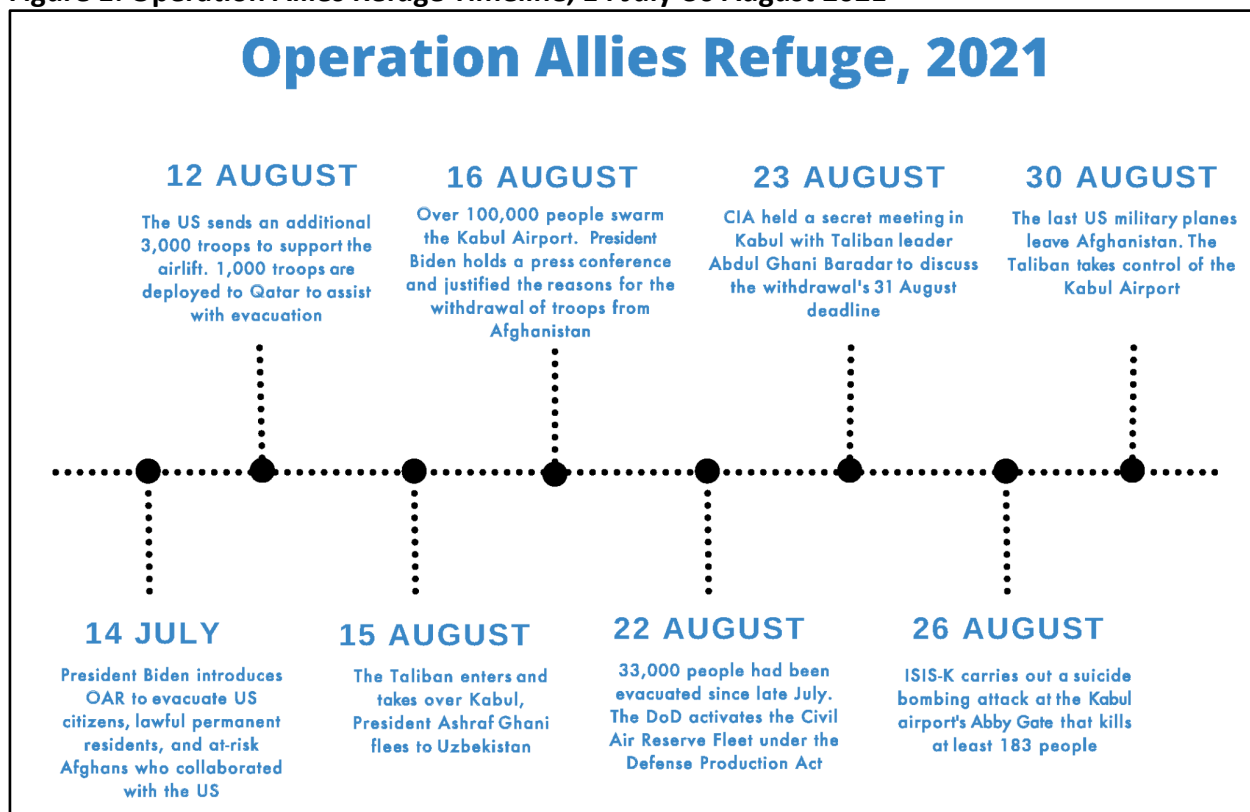 Figure Operation Allies Refuge Timeline, July August 2021
Operation Allies Refuge, 2021
12 AUGUST
The US sends an additional
3,000 troops to support the
airlift. 1,000 troops are
deployed to Qatar to assist
with evacuation
16 AUGUST
Over 100,000 people swarm
the Kabul Airport. President
Biden holds a press conference
and justified the reasons for the
withdrawal of troops from
Afghanistan
23 AUGUST
CIA held a secret meeting in
Kabul with Taliban leader
Abdul Ghani Baradar to discuss
the withdrawal's 31 August
deadline
30 AUGUST
The last US military planes
leave Afghanistan. The
Taliban takes control of the
Kabul Airport
14 JULY
President Biden introduces
OAR to evacuate US
citizens, lawful permanent
residents, and at-risk
Afghans who collaborated
with the US
15 AUGUST
The Taliban enters and
takes over Kabul,
President Ashraf Ghani
flees to Uzbekistan
22 AUGUST
33,000 people had been
evacuated since late July.
The DoD activates the Civil
Air Reserve Fleet under the
Defense Production Act
26 AUGUST
ISIS-K carries out a suicide
bombing attack at the Kabul
airport's Abby Gate that kills
at least 183 people